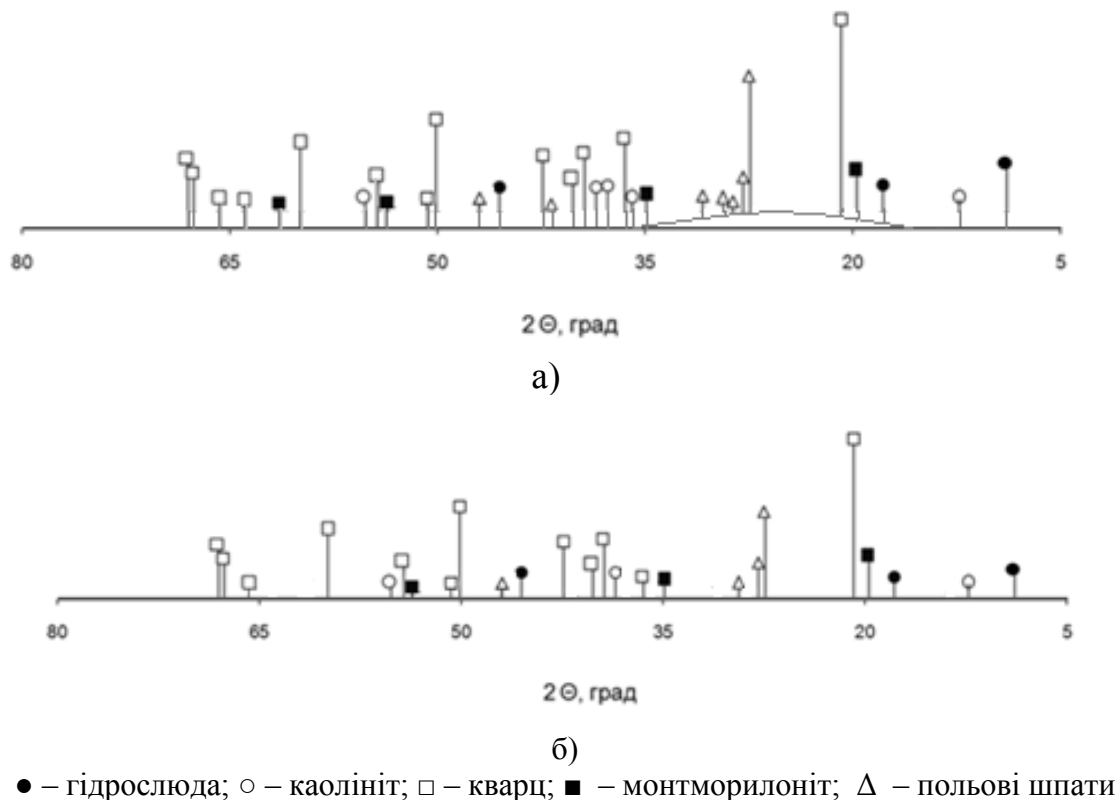 80 65 50 35 20 5
2 Θ, град
а)
80 65 50 35 20 5
2 Θ, град
б)
● – гідрослюда; ○ – каолініт; □ – кварц; ■ – монтморилоніт; Δ – польові шпати